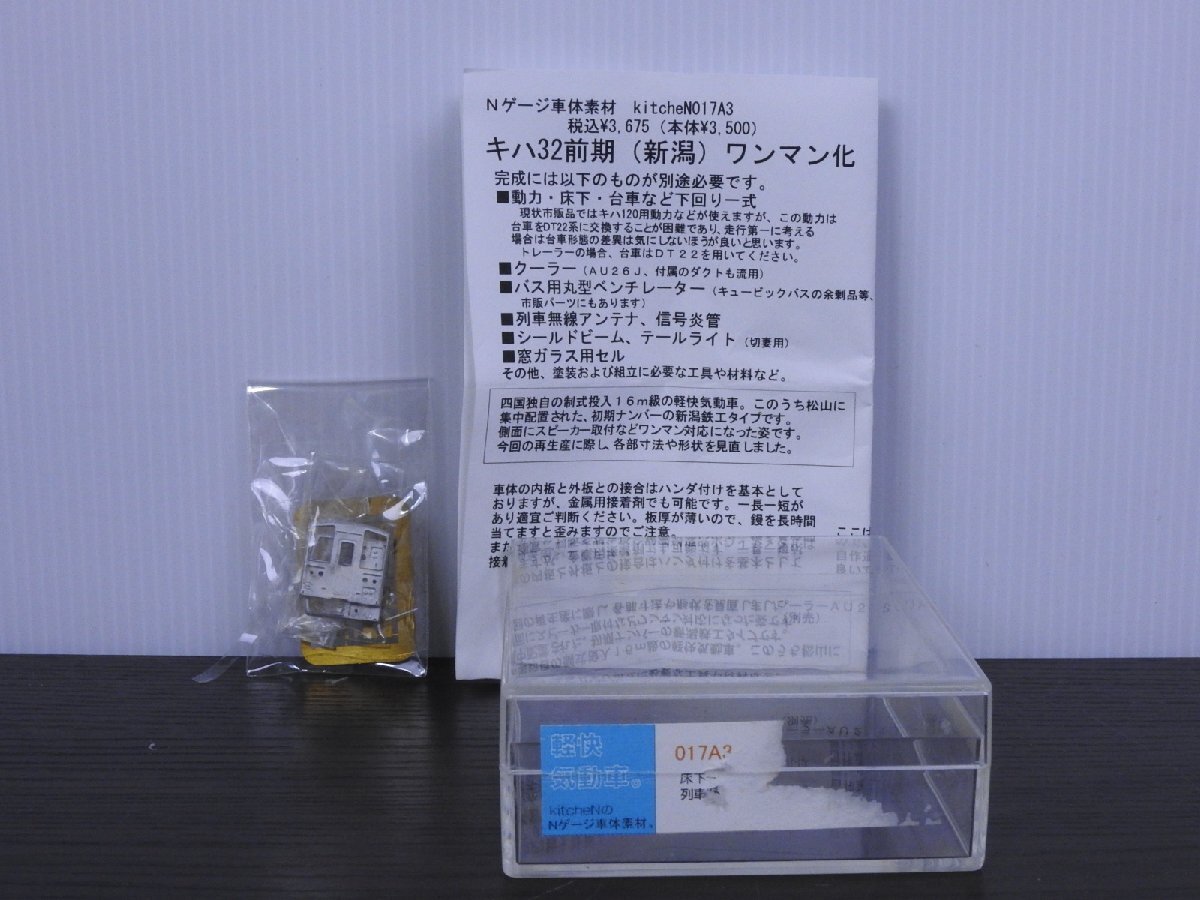 Nゲージ車体素材 kitcheN017A3
税込¥3,675（本体¥3,500）
キハ32前期（新潟）ワンマン化
完成には以下のものが別途必要です。
■動力・床下・台車など下回り一式
現状市販品ではキハ120用動力などが使えますが、この動力は
台車をDT22系に交換することが困難であり、走行第一に考える
場合は台車形態の差異は気にしないほうが良いと思います。
トレーラーの場合、台車はDT22を用いてください。
■クーラー（AU26J、付属のダクトも流用）
■バス用丸型ベンチレーター（キュービックバスの余剰品等、
市販パーツにもあります）
■列車無線アンテナ、信号炎管
■シールドビーム、テールライト（切妻用）
■窓ガラス用セル
その他、塗装および組立に必要な工具や材料など。
四国独自の制式投入16m級の軽快気動車。このうち松山に
集中配置された、初期ナンバーの新潟鉄工タイプです。
側面にスピーカー取付などワンマン対応になった姿です。
今回の再生産に際し、各部寸法や形状を見直しました。
車体の内板と外板との接合はハンダ付けを基本として
おりますが、金属用接着剤でも可能です。一長一短が
あり適宜ご判断ください。板厚が薄いので、鏝を長時間
当てますと歪みますのでご注意。
ここは
また
接着
軽快
気動車。
kitcheNの
Nゲージ車体素材。
017A3
床下
列車